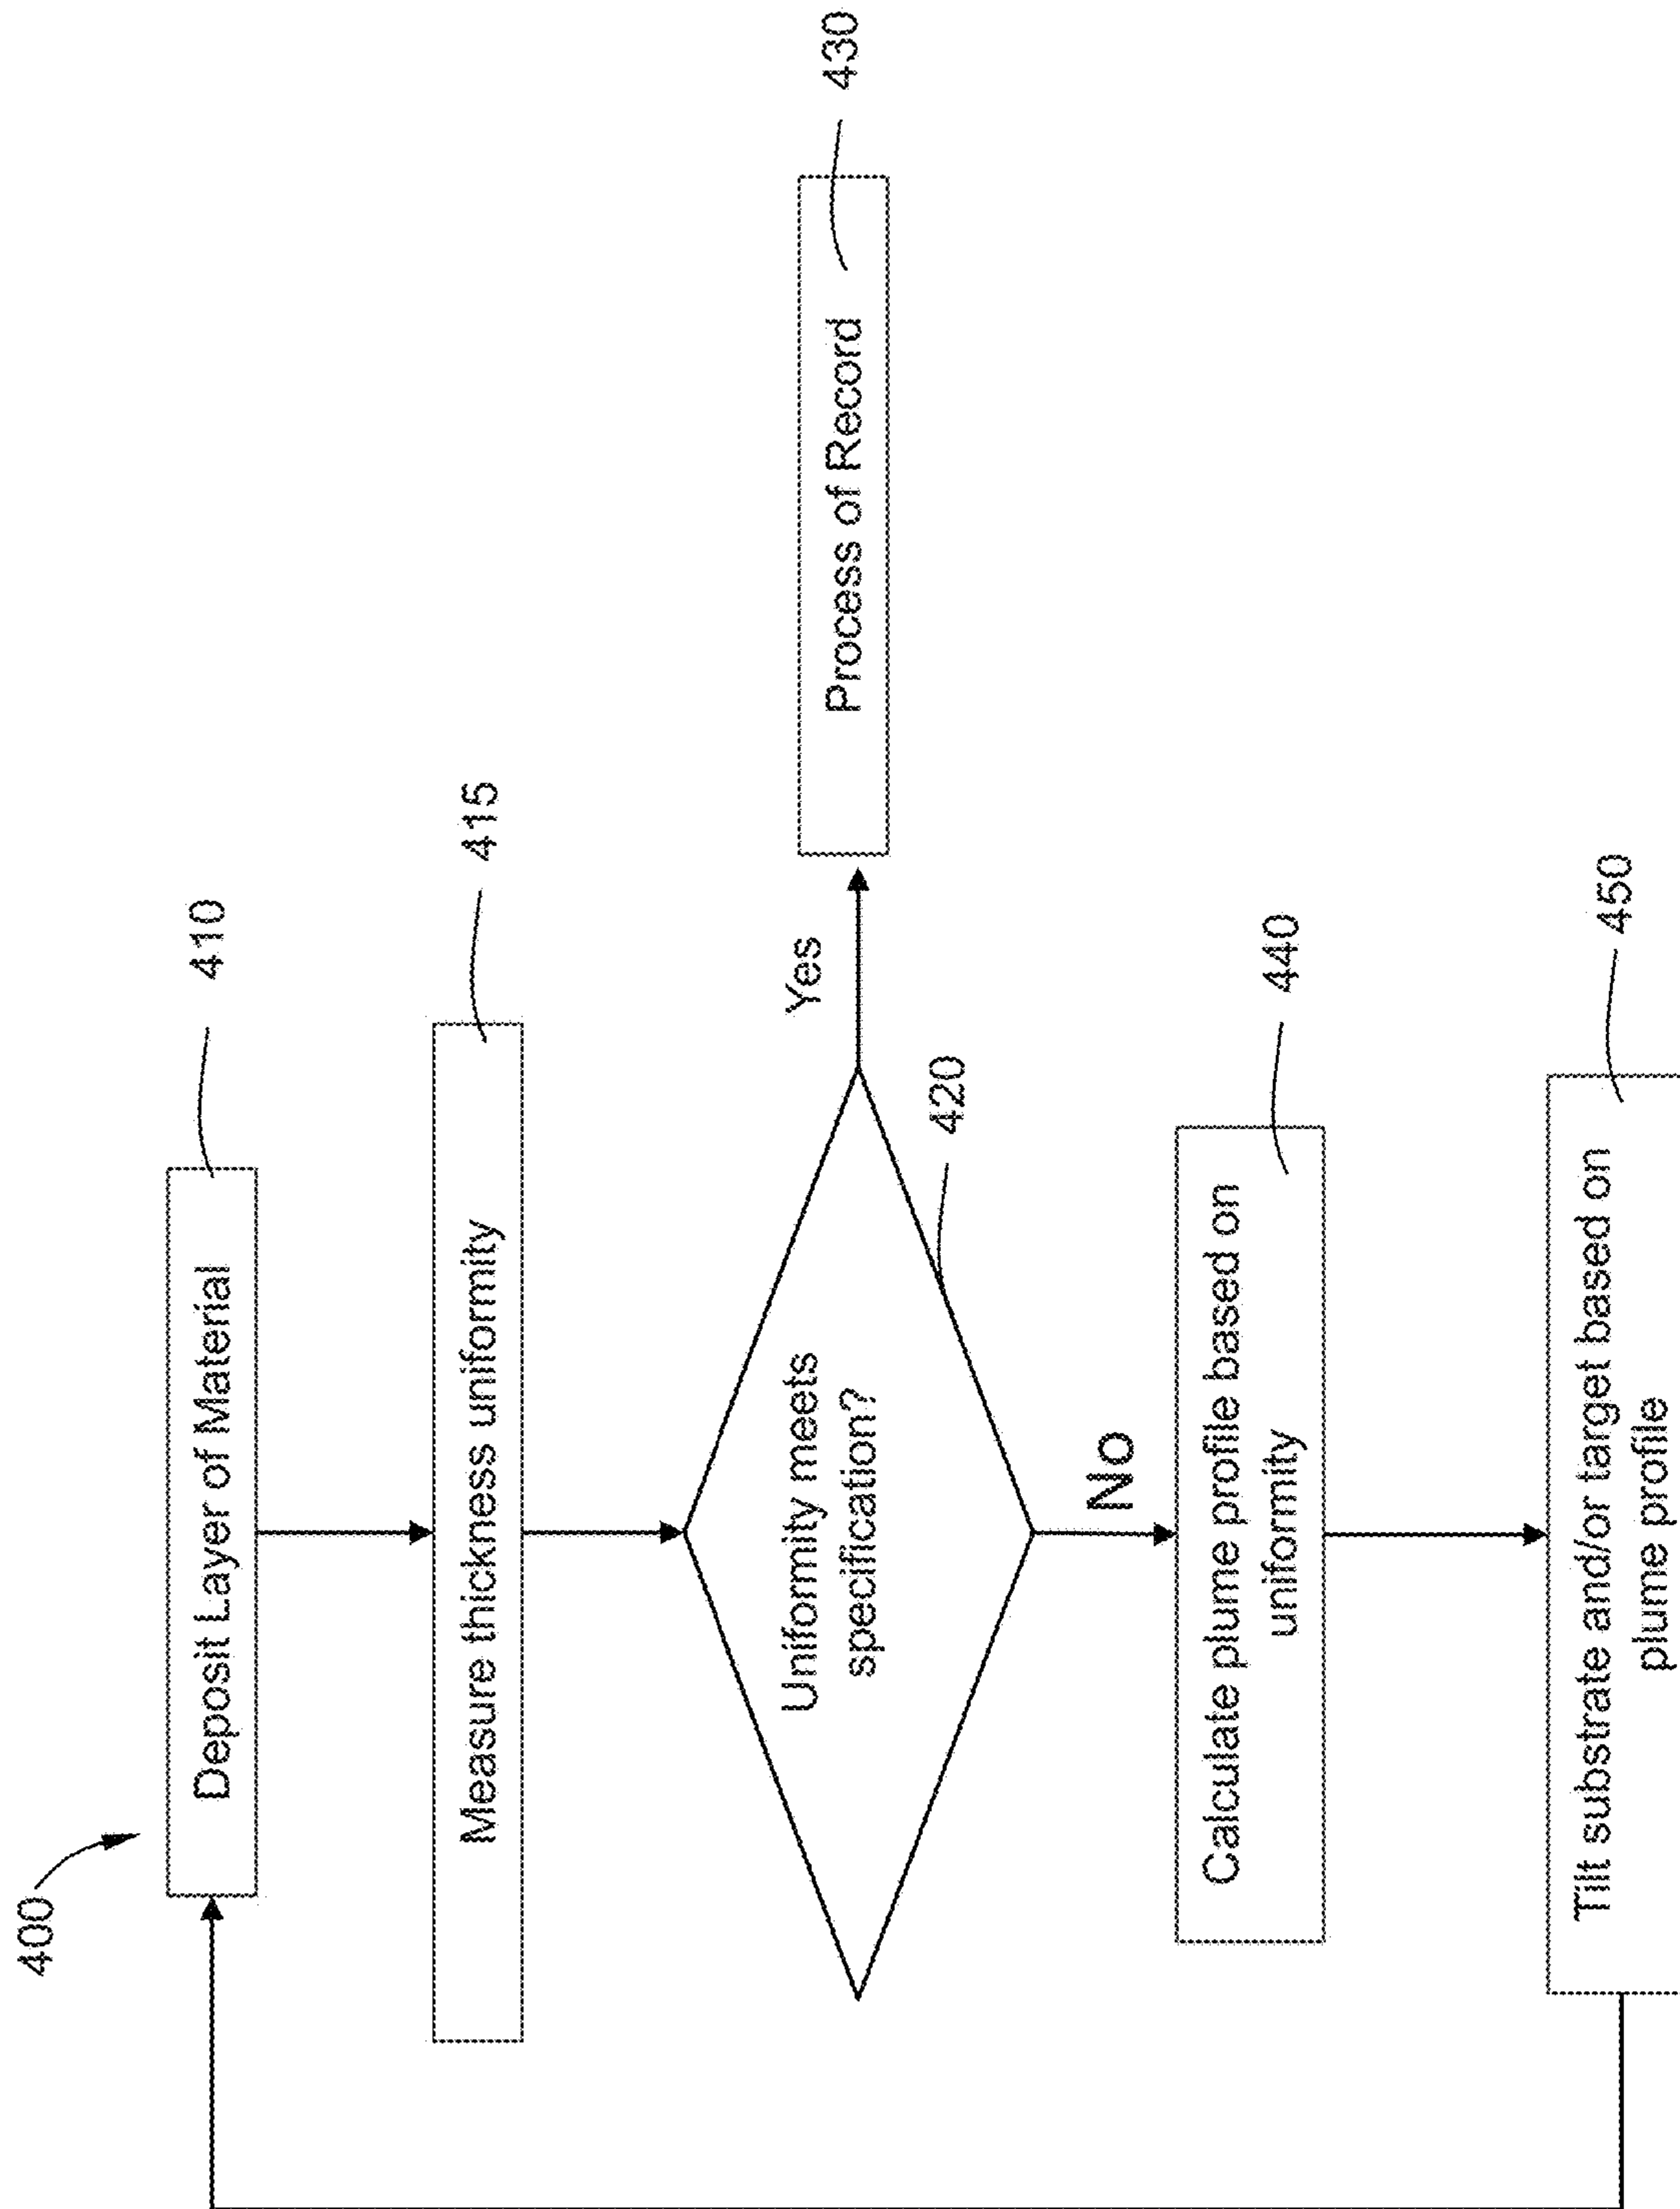 400
Deposit Layer of Material
410
Measure thickness uniformity
415
Uniformity meets
specification?
420
Yes
Process of Record
430
No
Calculate plume profile based on
uniformity
440
Tilt substrate and/or target based on
plume profile
450